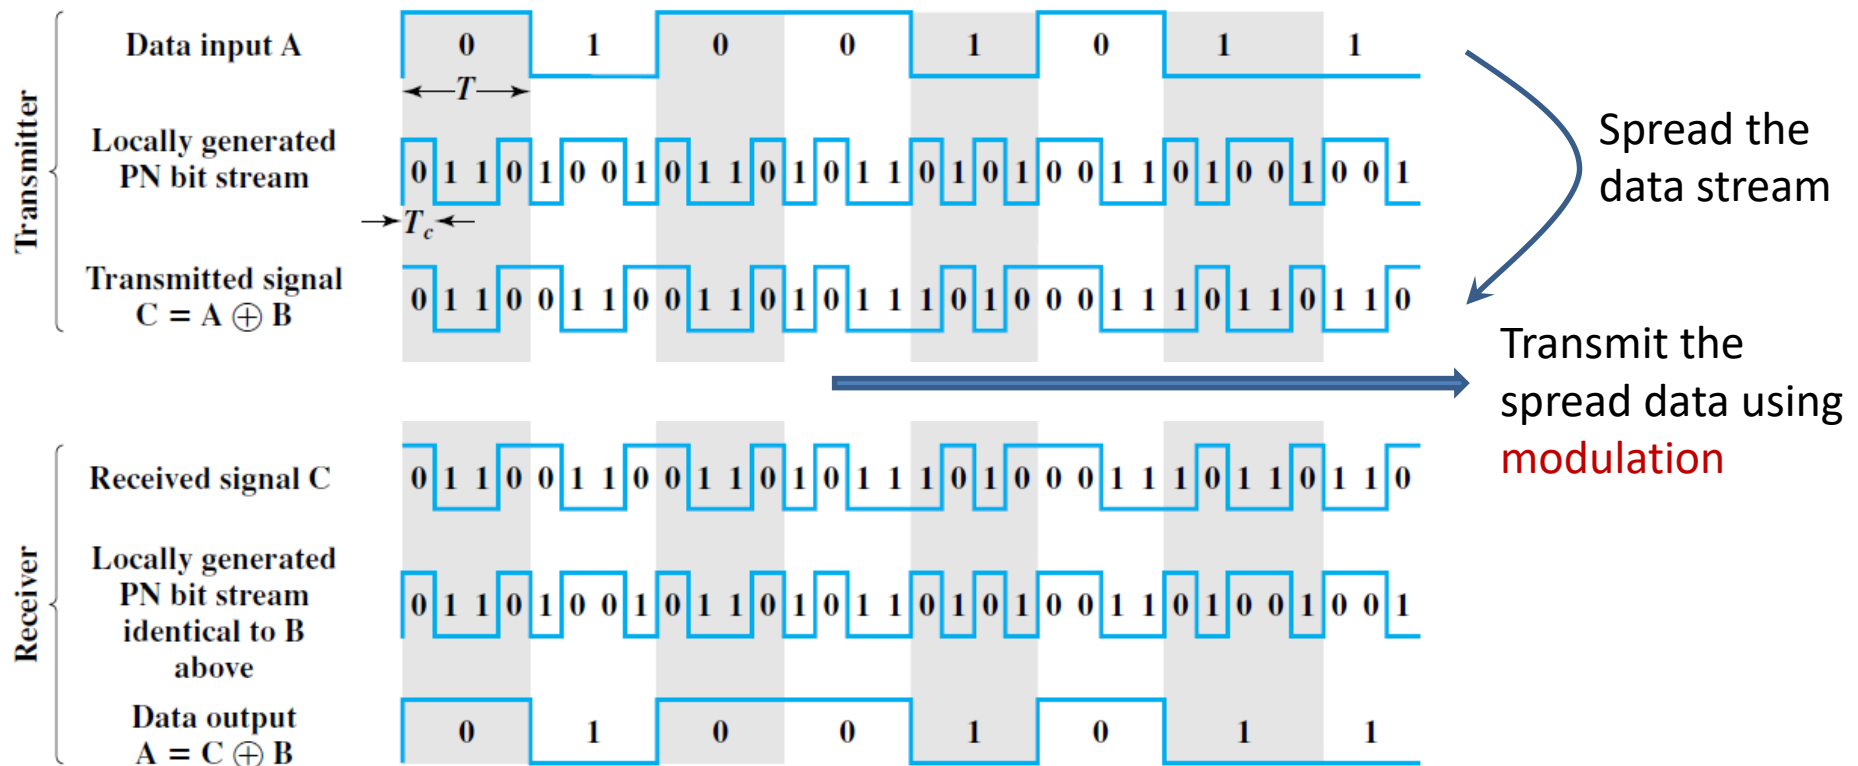 Transmitter
Data input A
0 1 0 0 1 0 1 1
T
Locally generated
PN bit stream
0 1 1 0 1 0 0 1 0 1 1 0 1 0 1 1 0 1 0 1 0 0 1 1 0 1 0 0 1 0 0 1
T_c
Transmitted signal
C = A ⊕ B
0 1 1 0 0 1 1 0 0 1 1 0 1 0 1 1 1 0 1 0 0 0 1 1 1 0 1 1 0 1 1 0
Spread the
data stream
Transmit the
spread data using
modulation
Receiver
Received signal C
0 1 1 0 0 1 1 0 0 1 1 0 1 0 1 1 1 0 1 0 0 0 1 1 1 0 1 1 0 1 1 0
Locally generated
PN bit stream
identical to B
above
0 1 1 0 1 0 0 1 0 1 1 0 1 0 1 1 0 1 0 1 0 0 1 1 0 1 0 0 1 0 0 1
Data output
A = C ⊕ B
0 1 0 0 1 0 1 1